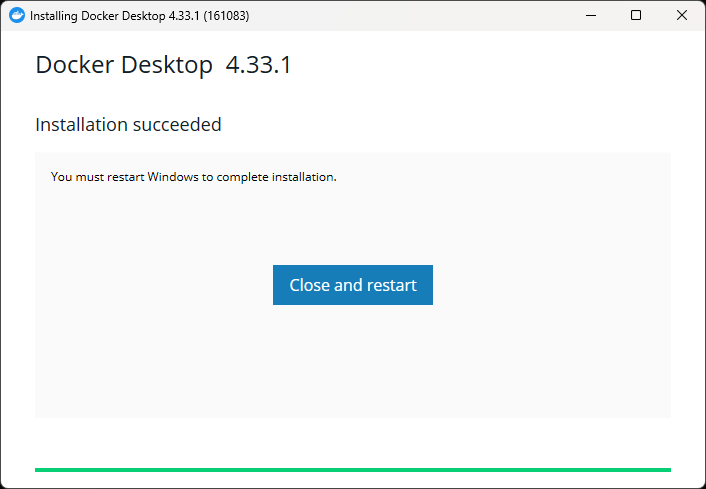 Installing Docker Desktop 4.33.1 (161083)
Docker Desktop 4.33.1
Installation succeeded
You must restart Windows to complete installation.
Close and restart